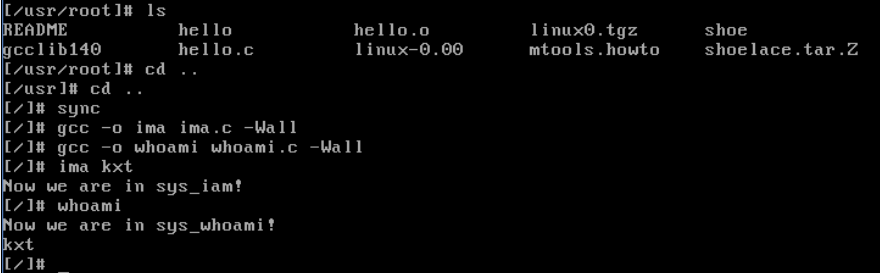 [/usr/root]# ls
README hello hello.o linux0.tgz shoe
gcclib140 hello.c linux-0.00 mtools.howto shoelace.tar.Z
[/usr/root]# cd ..
[/usr]# cd ..
[/]# sync
[/]# gcc -o ima ima.c -Wall
[/]# gcc -o whoami whoami.c -Wall
[/]# ima kxt
Now we are in sys_iam!
[/]# whoami
Now we are in sys_whoami!
kxt
[/]#